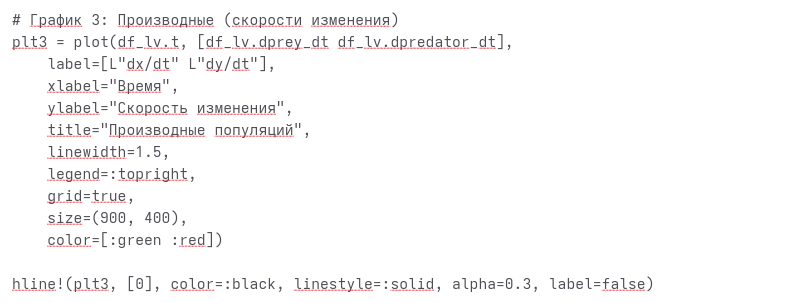 # График 3: Производные (скорости изменения)
plt3 = plot(df_lv.t, [df_lv.dprey_dt df_lv.dpredator_dt],
    label=[L"dx/dt" L"dy/dt"],
    xlabel="Время",
    ylabel="Скорость изменения",
    title="Производные популяций",
    linewidth=1.5,
    legend=:topright,
    grid=true,
    size=(900, 400),
    color=[:green :red])
hline!(plt3, [0], color=:black, linestyle=:solid, alpha=0.3, label=false)